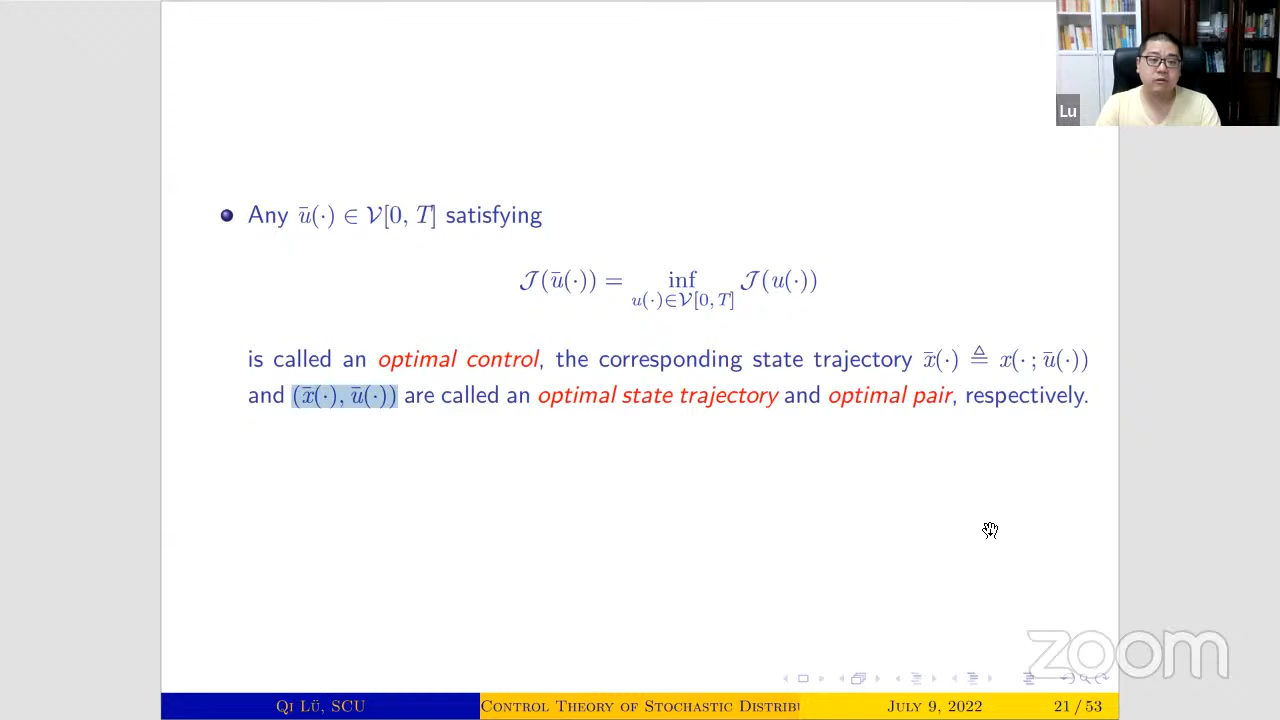 Lu
Any ū(·) ∈ 𝒱[0, T] satisfying
𝒥(ū(·)) = inf 𝒥(u(·))
u(·)∈𝒱[0,T]
is called an optimal control, the corresponding state trajectory x̄(·) ≜ x(· ; ū(·))
and (x̄(·), ū(·)) are called an optimal state trajectory and optimal pair, respectively.
zoom
Qi Lü, SCU
Control Theory of Stochastic Distribu
July 9, 2022
21 / 53